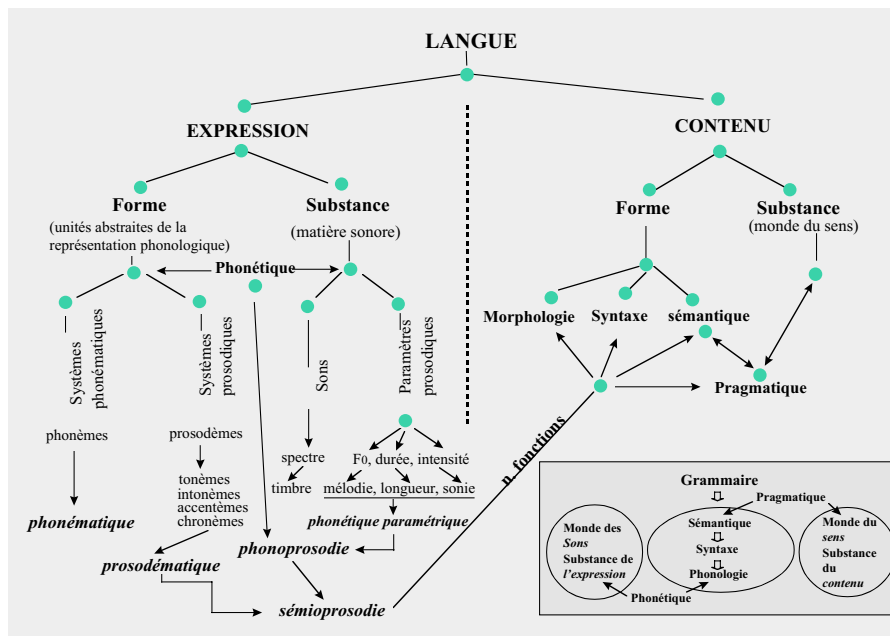 LANGUE
EXPRESSION
CONTENU
Forme
(unités abstraites de la
représentation phonologique)
Substance
(matière sonore)
Forme
Substance
(monde du sens)
Phonétique
Systèmes
phonématiques
Systèmes
prosodiques
Sons
Paramètres
prosodiques
Morphologie
Syntaxe
sémantique
Pragmatique
phonèmes
prosodèmes
spectre
F0, durée, intensité
n. fonctions
tonèmes
intonèmes
accentèmes
chronèmes
timbre
mélodie, longueur, sonie
phonématique
phonétique paramétrique
phonoprosodie
prosodématique
sémioprosodie
Grammaire
Pragmatique
Monde des
Sons
Substance de
l'expression
Sémantique
Syntaxe
Phonologie
Monde du
sens
Substance
du
contenu
Phonétique